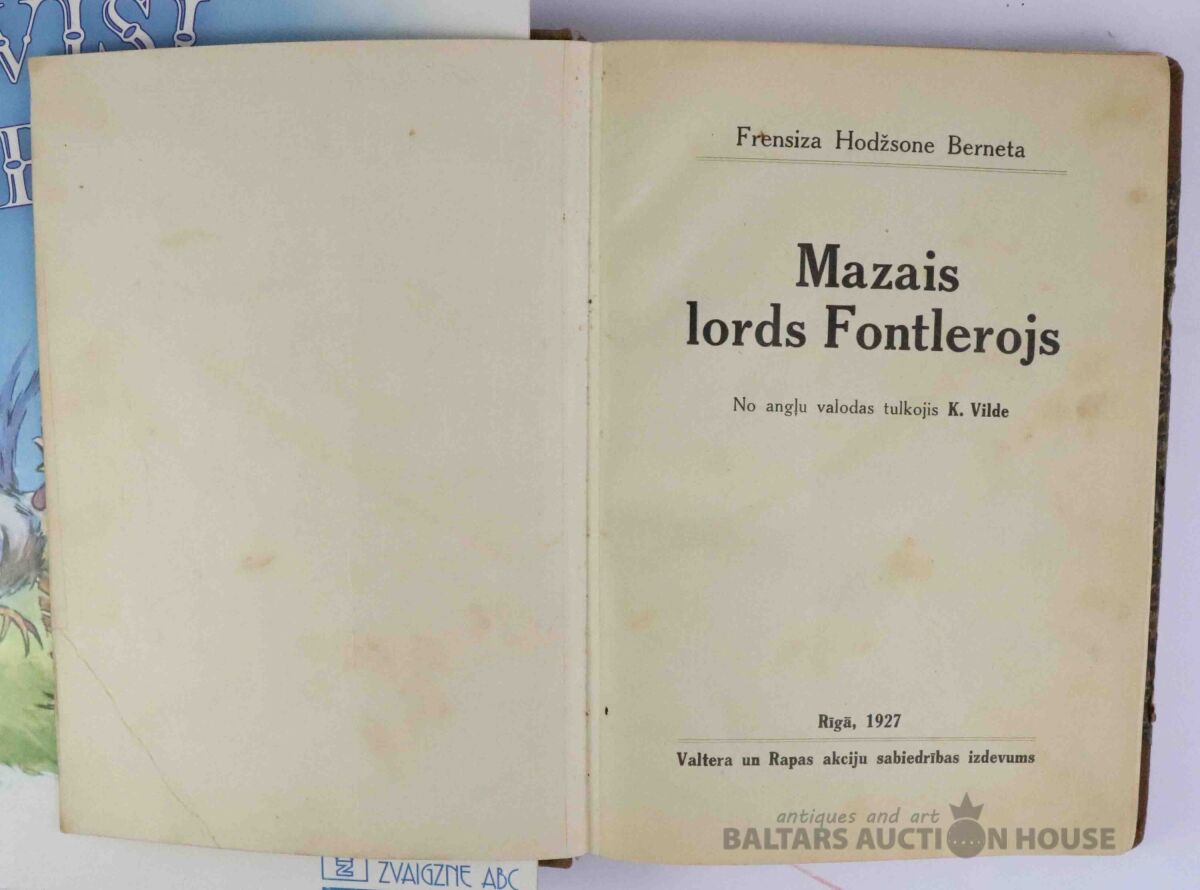 VISI
Frensiza Hodžsone Berneta
Mazais
lords Fontlerojs
No angļu valodas tulkojis K. Vilde
Rīgā, 1927
Valtera un Rapas akciju sabiedrības izdevums
antiques and art
BALTARS AUCTION HOUSE
ZVAIGZNE ABC